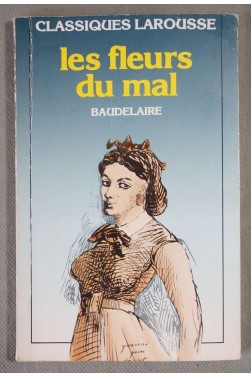 CLASSIQUES LAROUSSE
les fleurs
du mal
BAUDELAIRE